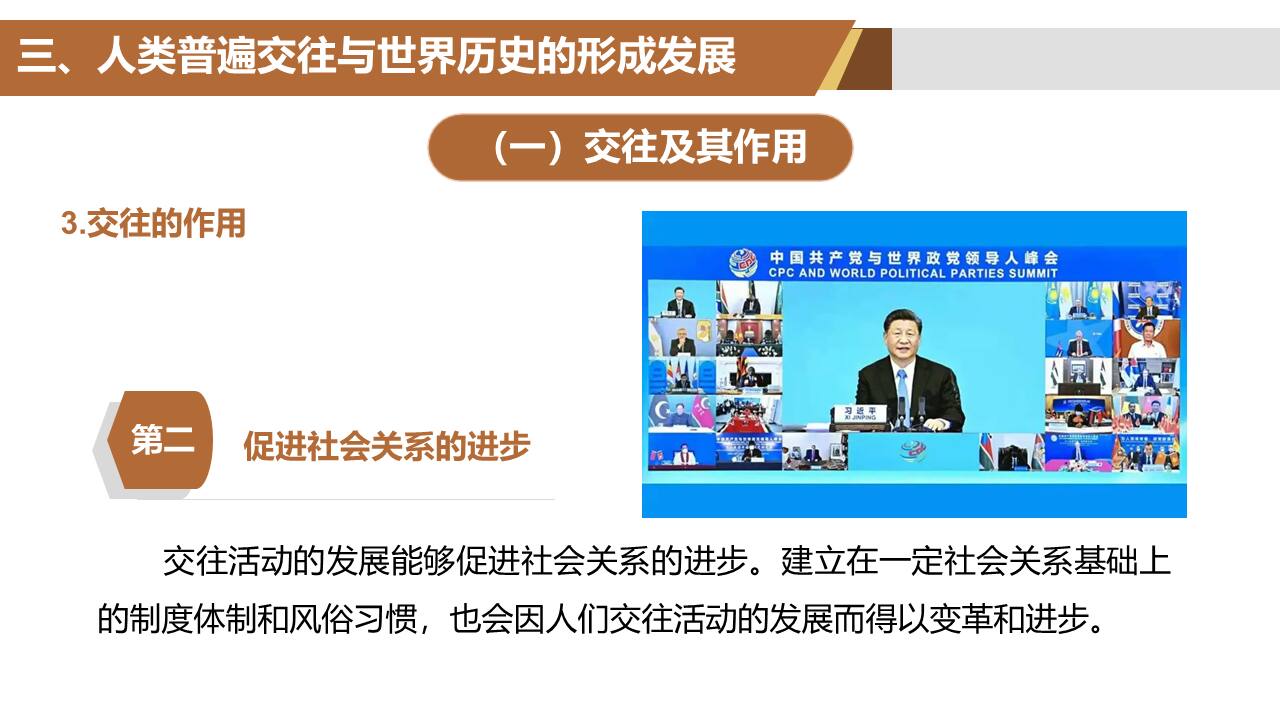 三、人类普遍交往与世界历史的形成发展
（一）交往及其作用
3.交往的作用
中国共产党与世界政党领导人峰会
CPC AND WORLD POLITICAL PARTIES SUMMIT
习近平
XI JINPING
第二
促进社会关系的进步
交往活动的发展能够促进社会关系的进步。建立在一定社会关系基础上
的制度体制和风俗习惯，也会因人们交往活动的发展而得以变革和进步。